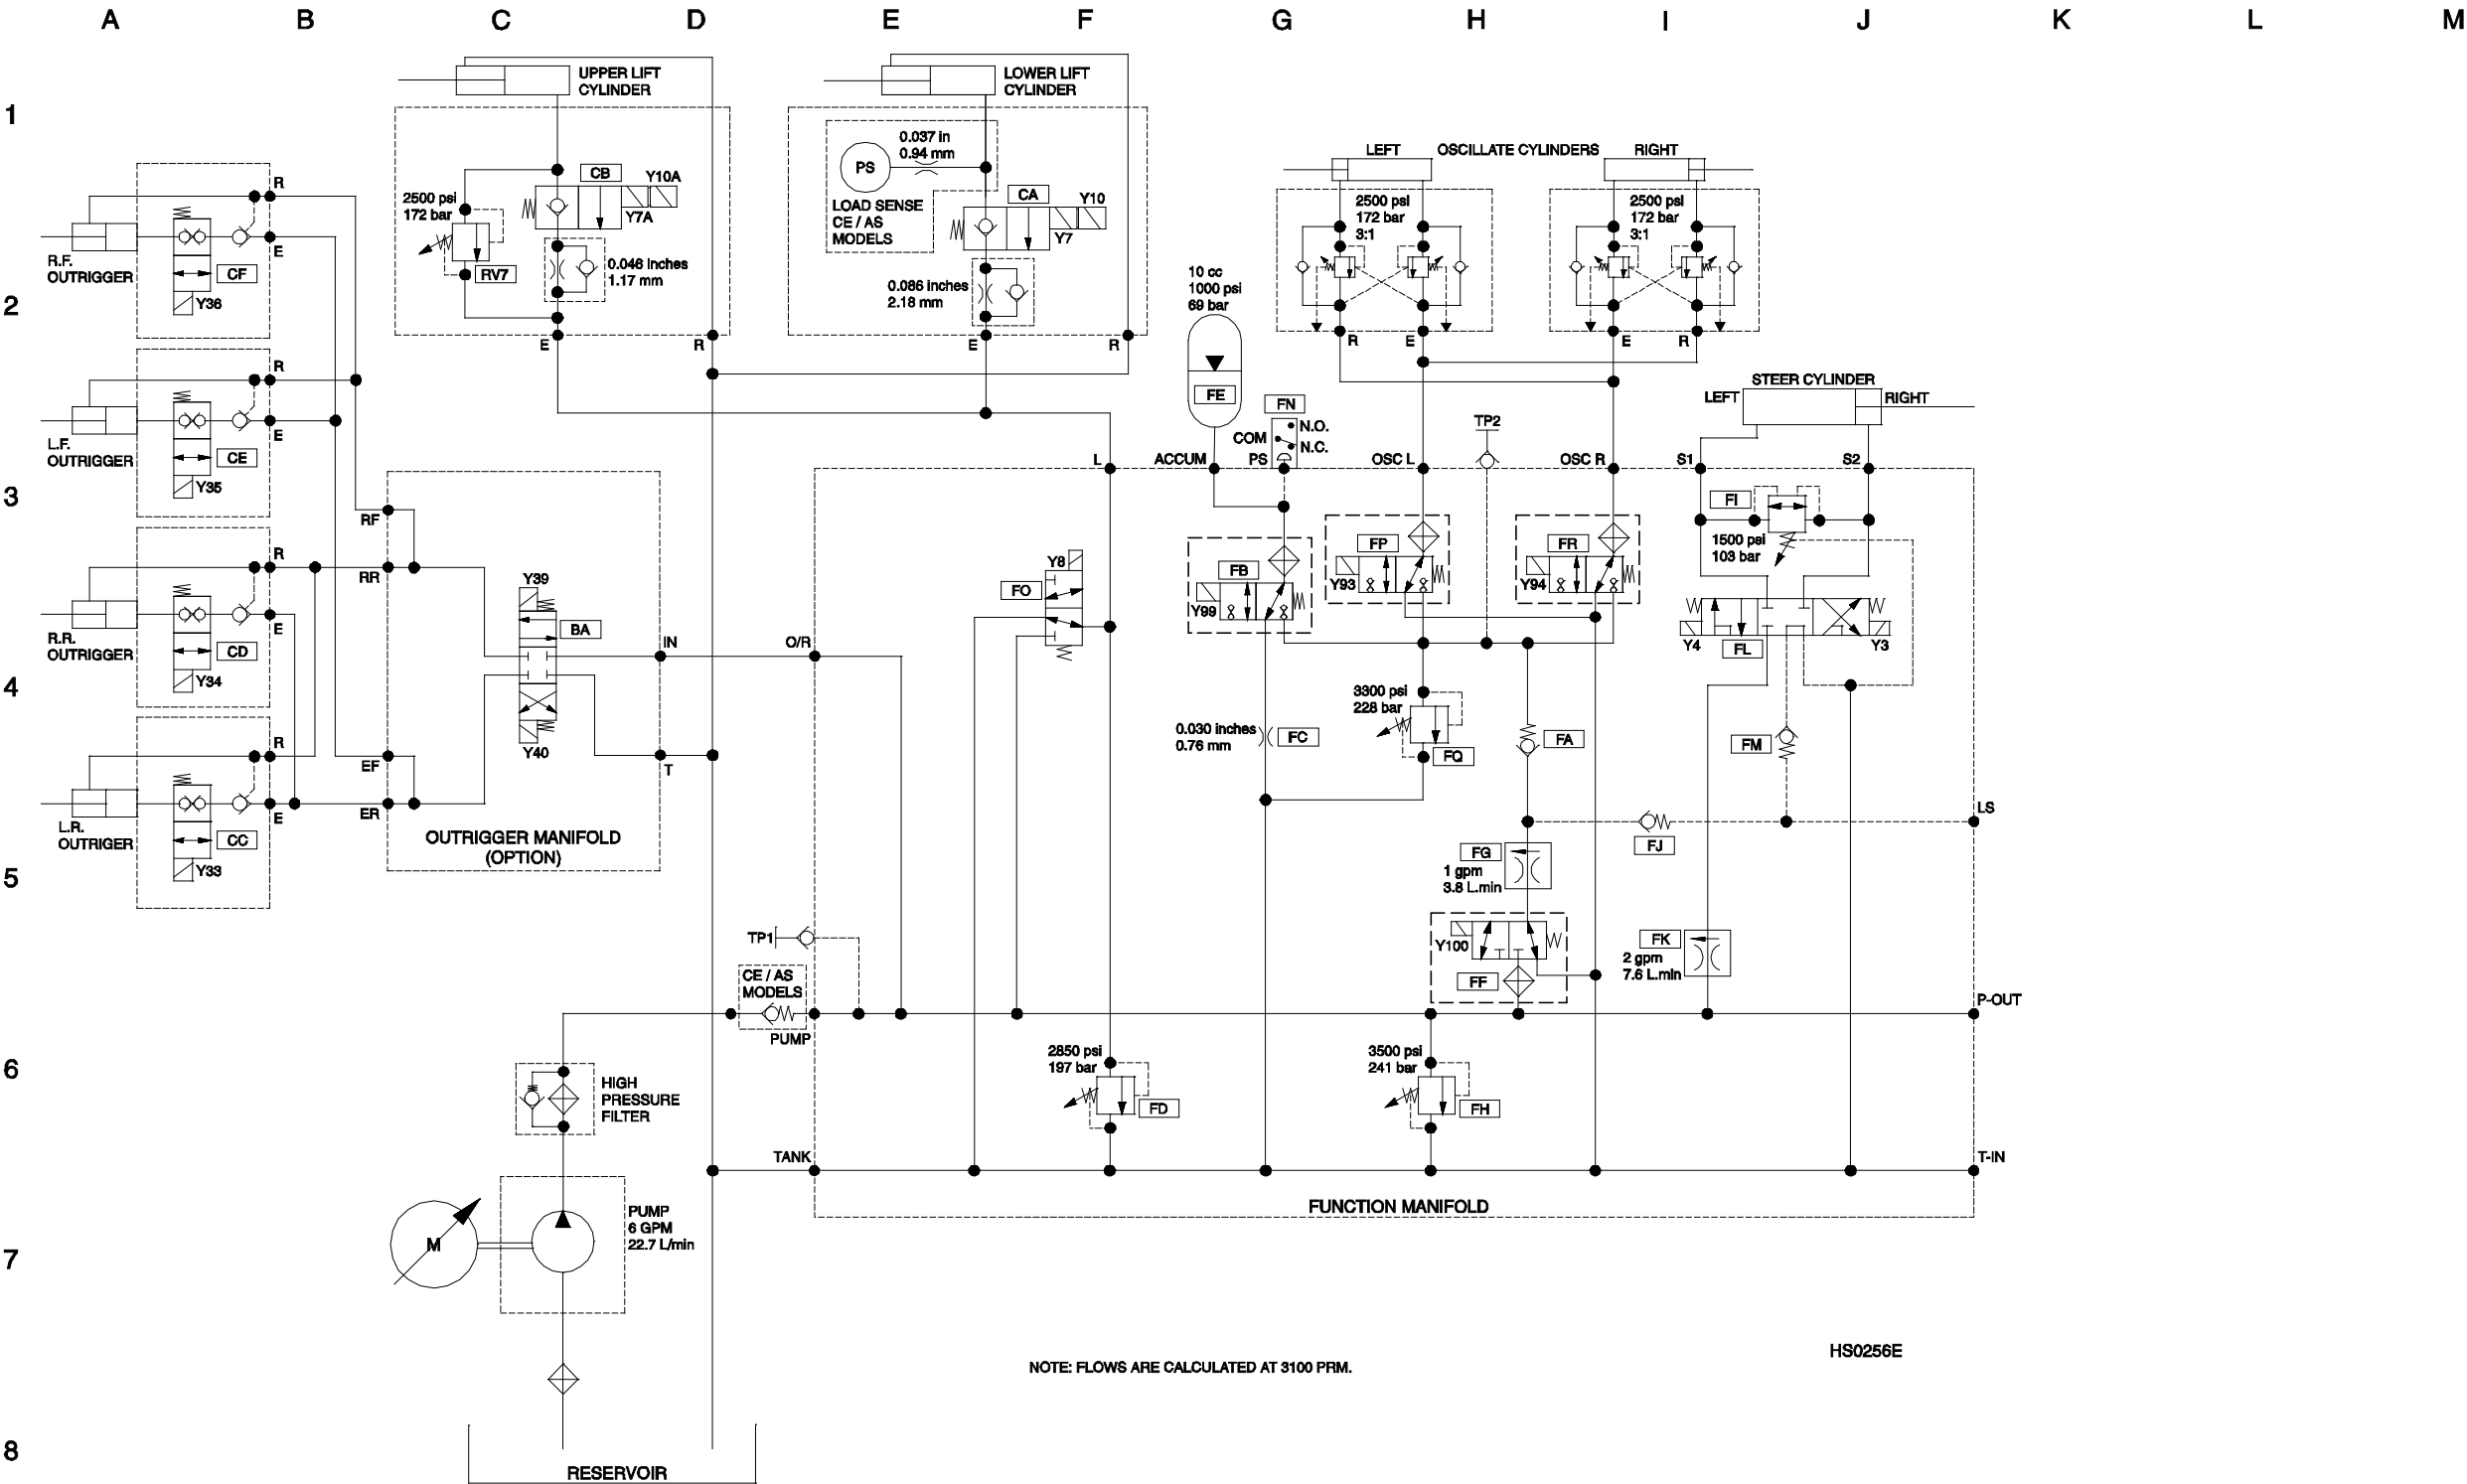 A B C D E F G H I J K L M
1
2
3
4
5
6
7
8
UPPER LIFT
CYLINDER
CB
Y10A
Y7A
2500 psi
172 bar
RV7
0.046 inches
1.17 mm
E
R
LOWER LIFT
CYLINDER
0.037 in
0.94 mm
PS
LOAD SENSE
CE / AS
MODELS
CA
Y10
Y7
0.086 inches
2.18 mm
E
R
LEFT
OSCILLATE CYLINDERS
RIGHT
2500 psi
172 bar
3:1
2500 psi
172 bar
3:1
R
E
E
R
R
E
R.F.
OUTRIGGER
CF
Y36
R
E
L.F.
OUTRIGGER
CE
Y35
R
E
R.R.
OUTRIGGER
CD
Y34
R
E
L.R.
OUTRIGER
CC
Y33
RF
RR
EF
ER
Y39
BA
Y40
IN
T
OUTRIGGER MANIFOLD
(OPTION)
10 cc
1000 psi
69 bar
FE
FN
N.O.
COM
N.C.
TP2
STEER CYLINDER
LEFT
RIGHT
L
ACCUM
PS
OSC L
OSC R
S1
S2
O/R
Y8
FO
FB
Y99
FP
Y93
FR
Y94
FI
1500 psi
103 bar
Y4
FL
Y3
3300 psi
228 bar
FQ
0.030 inches
0.76 mm
FC
FA
FM
LS
FJ
FG
1 gpm
3.8 L.min
Y100
FF
FK
2 gpm
7.6 L.min
P-OUT
TP1
CE / AS
MODELS
PUMP
2850 psi
197 bar
FD
3500 psi
241 bar
FH
TANK
T-IN
FUNCTION MANIFOLD
HIGH
PRESSURE
FILTER
M
PUMP
6 GPM
22.7 L/min
NOTE: FLOWS ARE CALCULATED AT 3100 PRM.
HS0256E
RESERVOIR